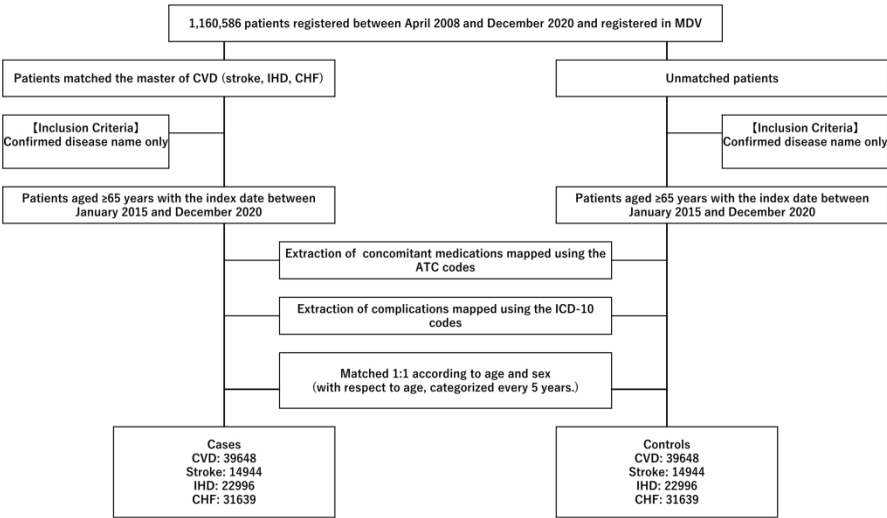 1,160,586 patients registered between April 2008 and December 2020 and registered in MDV
Patients matched the master of CVD (stroke, IHD, CHF)
Unmatched patients
【Inclusion Criteria】
Confirmed disease name only
【Inclusion Criteria】
Confirmed disease name only
Patients aged ≥65 years with the index date between
January 2015 and December 2020
Patients aged ≥65 years with the index date between
January 2015 and December 2020
Extraction of concomitant medications mapped using the
ATC codes
Extraction of complications mapped using the ICD-10
codes
Matched 1:1 according to age and sex
(with respect to age, categorized every 5 years.)
Cases
CVD: 39648
Stroke: 14944
IHD: 22996
CHF: 31639
Controls
CVD: 39648
Stroke: 14944
IHD: 22996
CHF: 31639